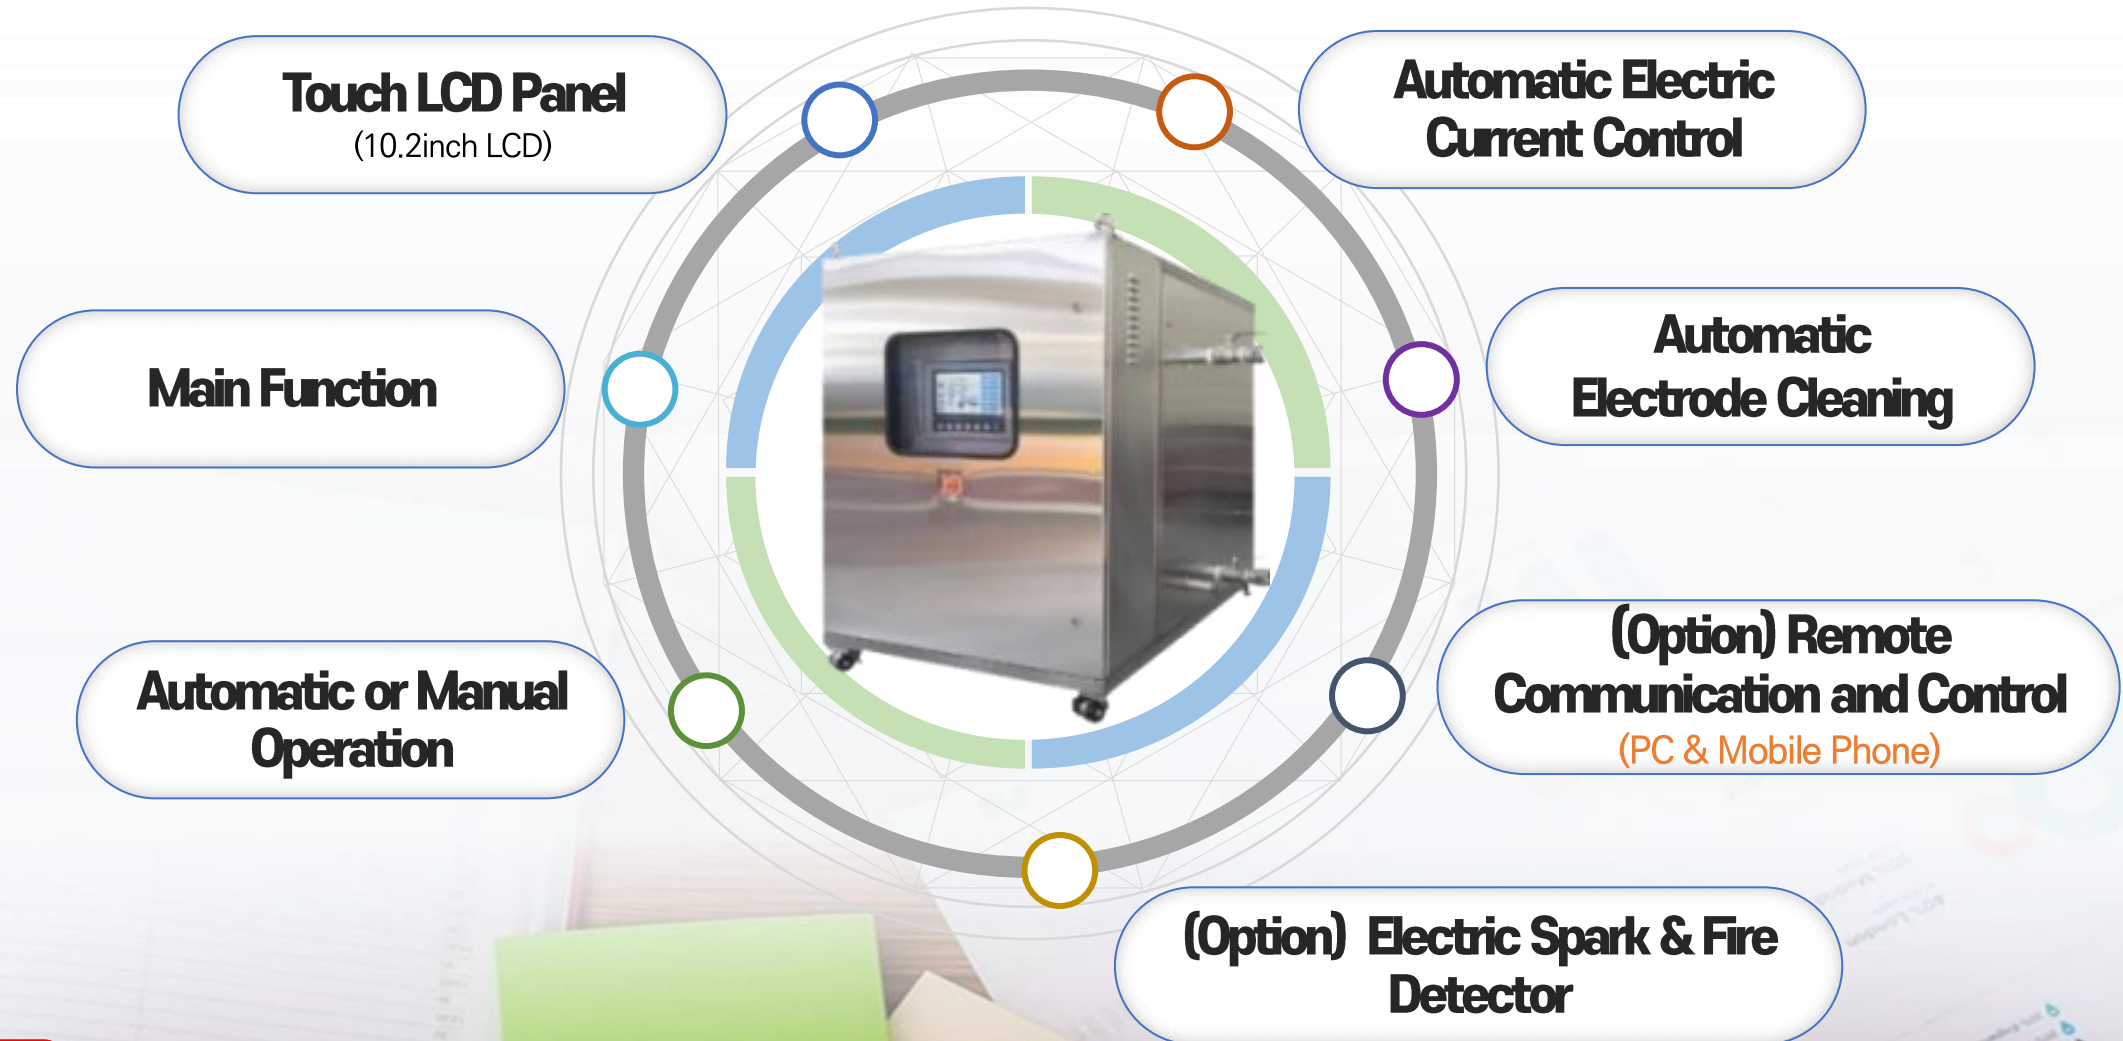 Touch LCD Panel
(10.2inch LCD)
Automatic Electric
Current Control
Main Function
Automatic
Electrode Cleaning
Automatic or Manual
Operation
(Option) Remote
Communication and Control
(PC & Mobile Phone)
(Option) Electric Spark & Fire
Detector